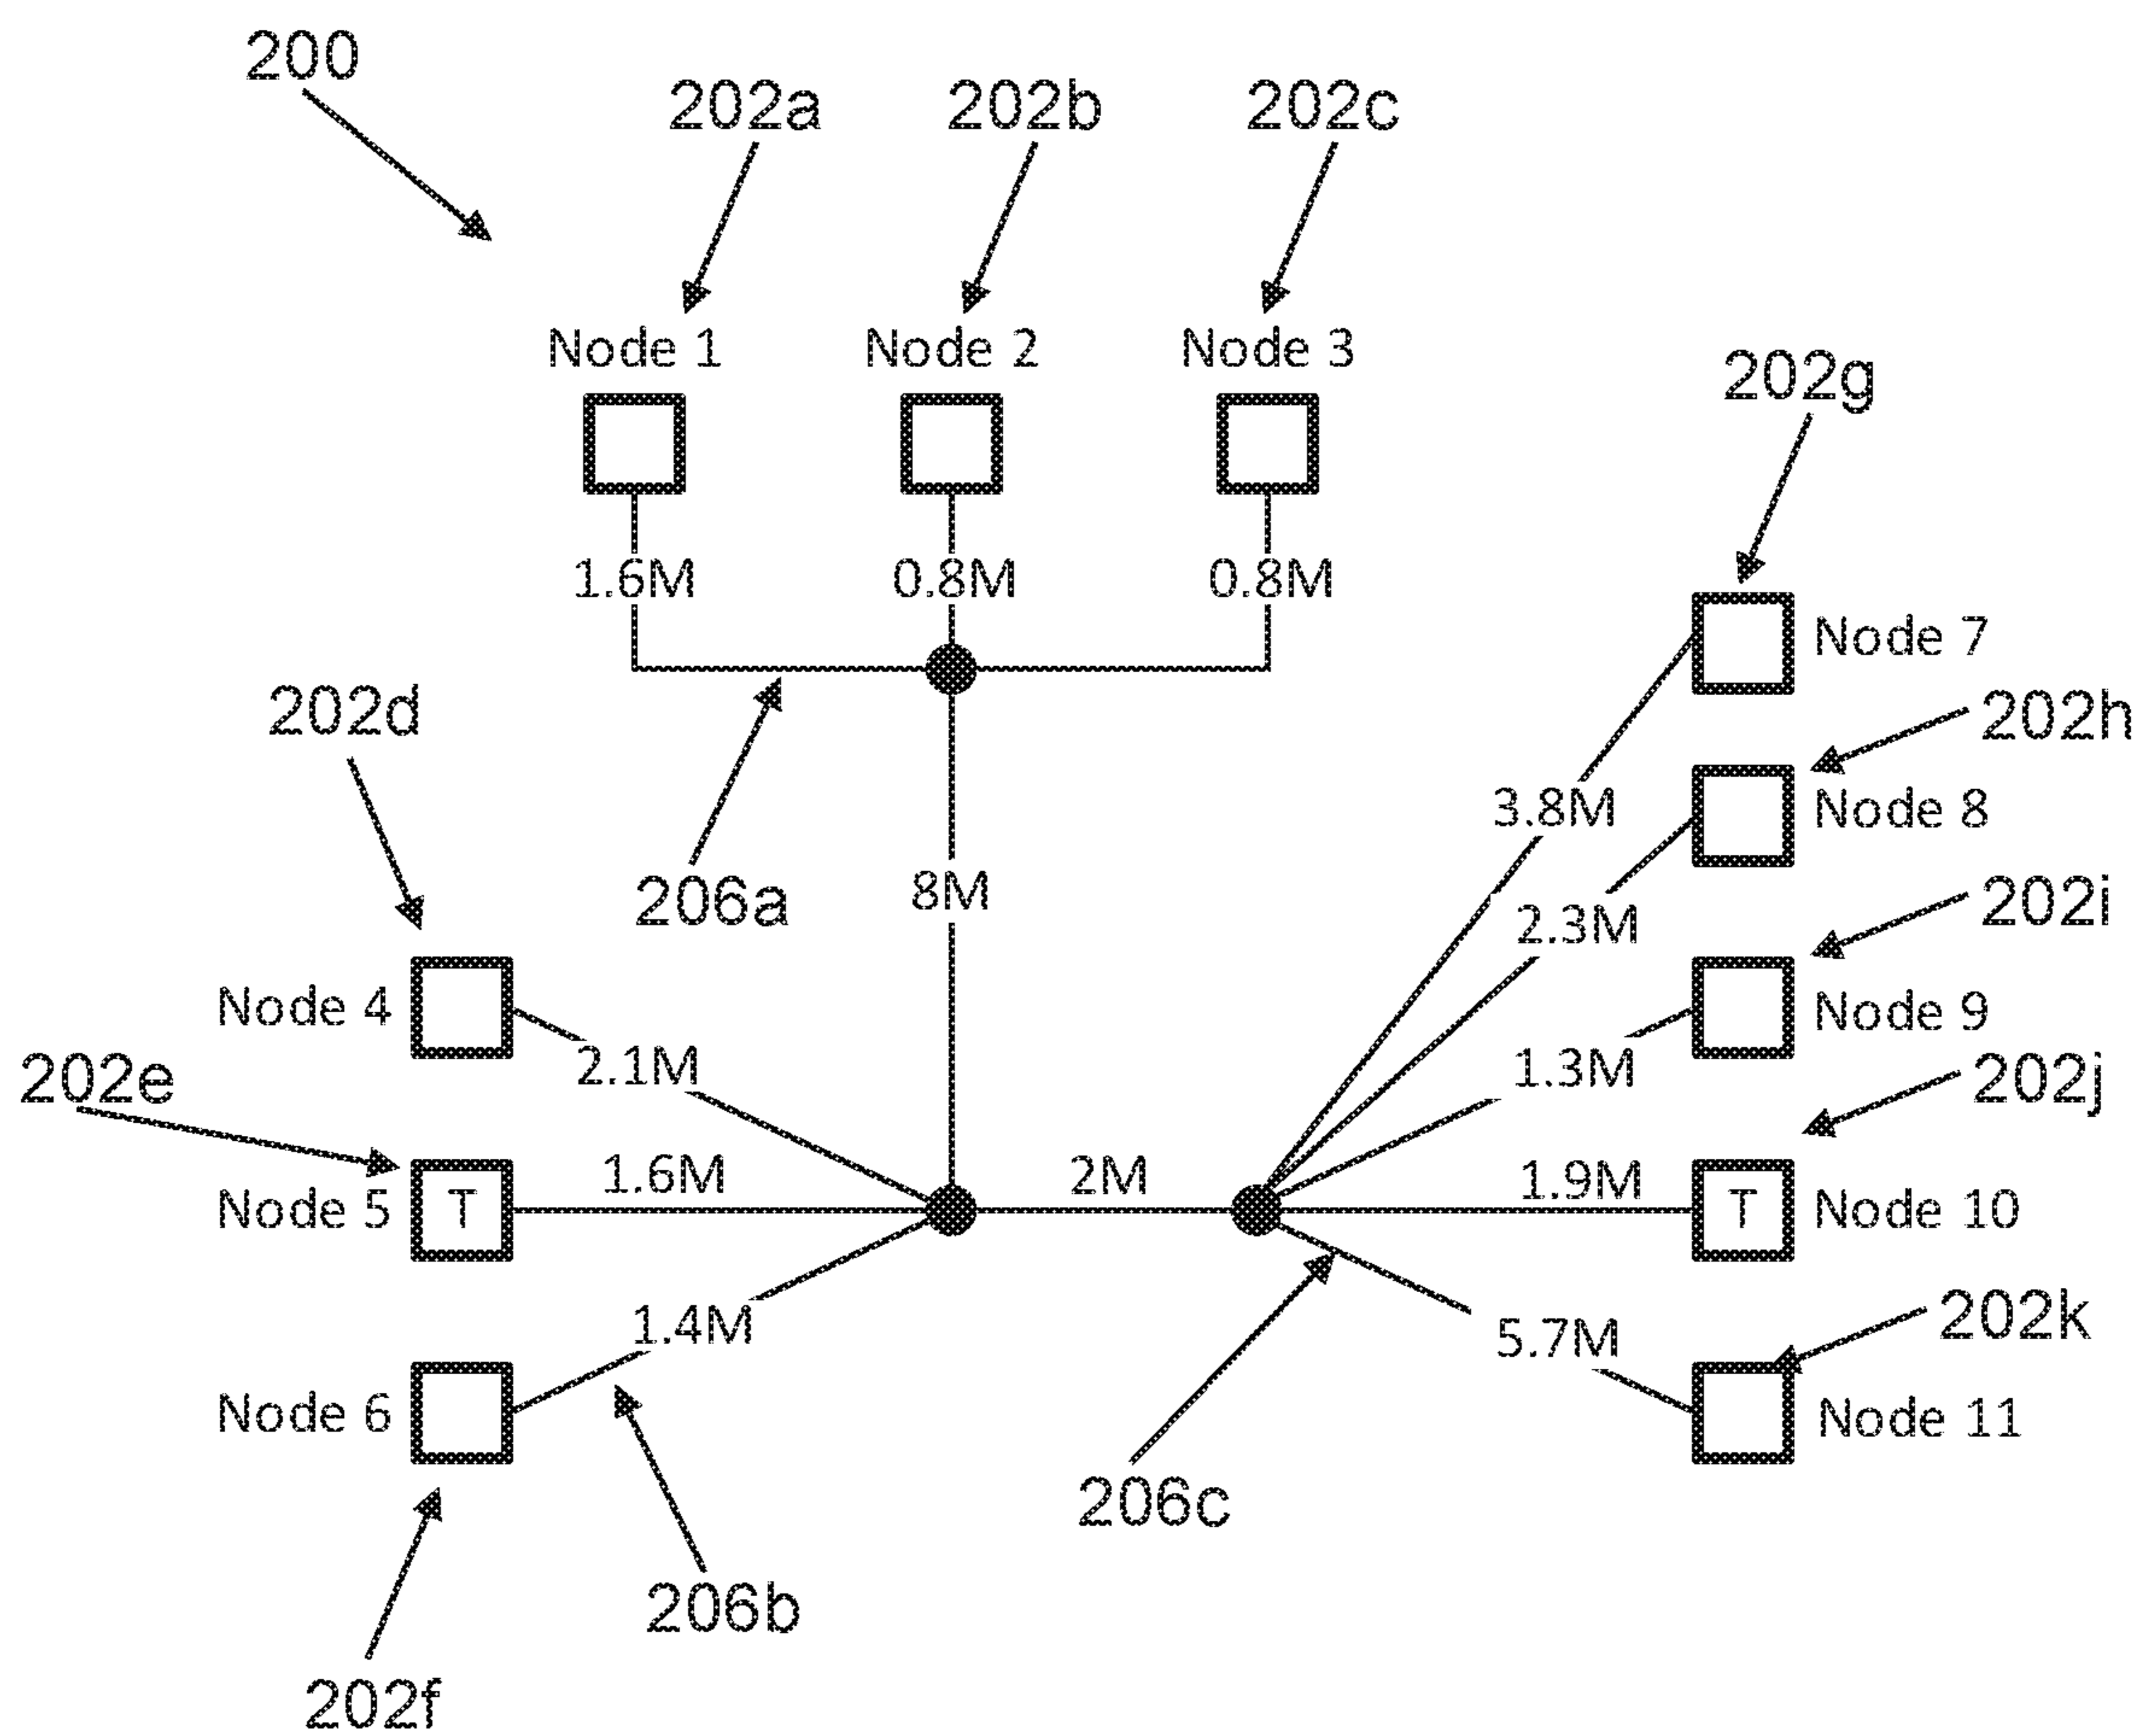 200
202a 202b 202c
Node 1 Node 2 Node 3
202g
1.6M 0.8M 0.8M
Node 7
202d
202h
3.8M
Node 8
206a
8M
2.3M
202i
Node 4
Node 9
2.1M
1.3M
202e
202j
1.6M
2M
1.9M
Node 5
T
T
Node 10
1.4M
5.7M
202k
Node 6
Node 11
206c
206b
202f